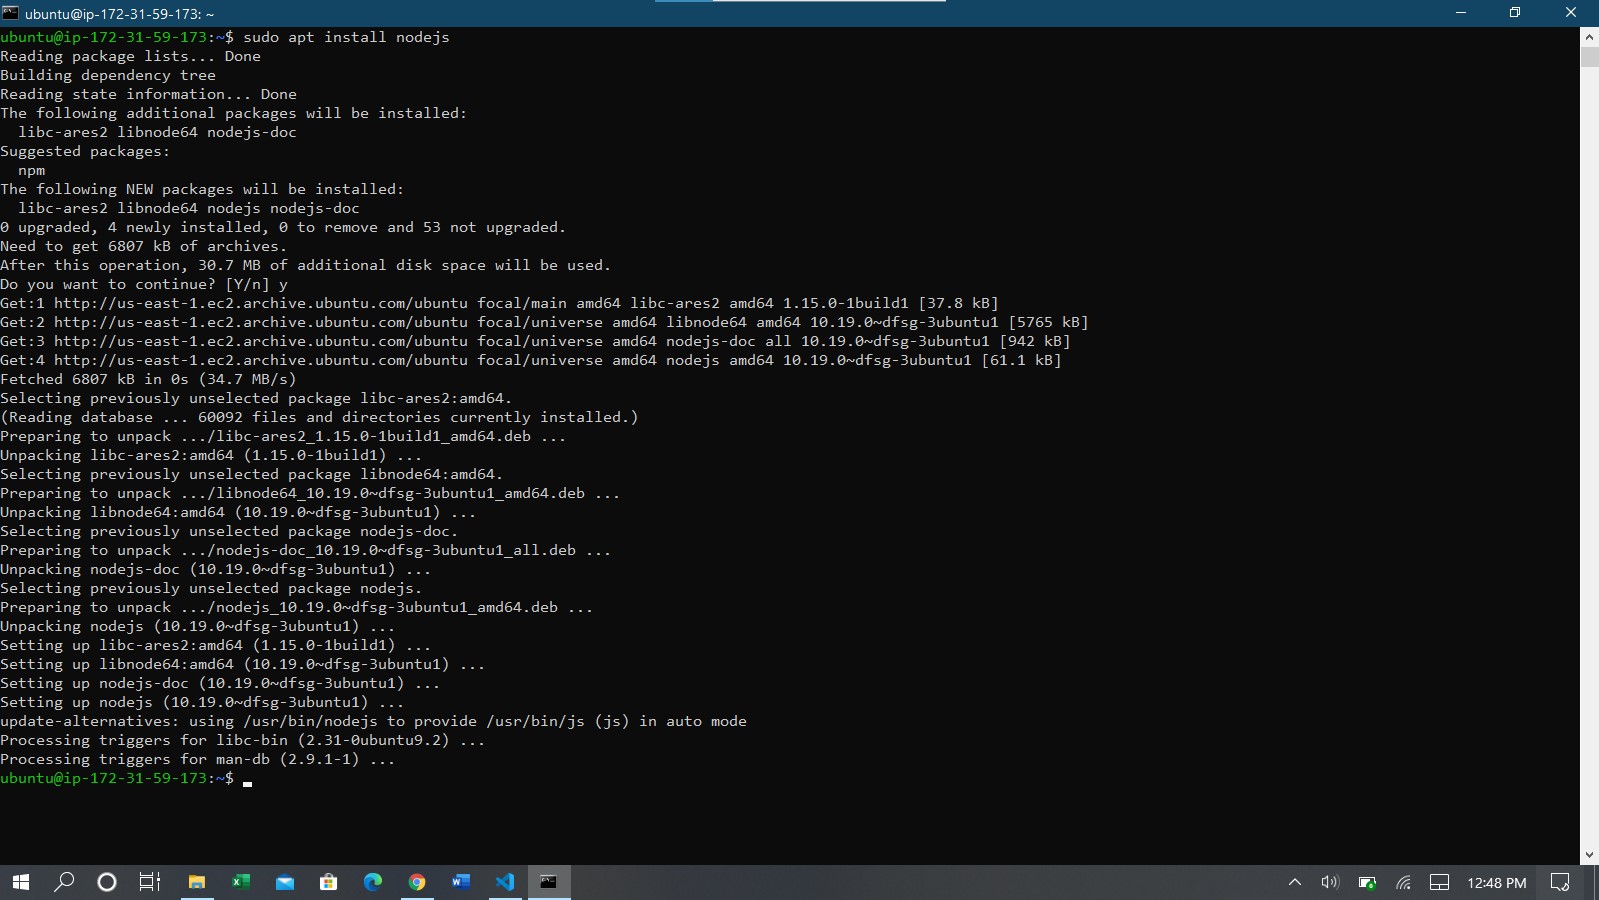 ubuntu@ip-172-31-59-173: ~
ubuntu@ip-172-31-59-173:~$ sudo apt install nodejs
Reading package lists... Done
Building dependency tree
Reading state information... Done
The following additional packages will be installed:
  libc-ares2 libnode64 nodejs-doc
Suggested packages:
  npm
The following NEW packages will be installed:
  libc-ares2 libnode64 nodejs nodejs-doc
0 upgraded, 4 newly installed, 0 to remove and 53 not upgraded.
Need to get 6807 kB of archives.
After this operation, 30.7 MB of additional disk space will be used.
Do you want to continue? [Y/n] y
Get:1 http://us-east-1.ec2.archive.ubuntu.com/ubuntu focal/main amd64 libc-ares2 amd64 1.15.0-1build1 [37.8 kB]
Get:2 http://us-east-1.ec2.archive.ubuntu.com/ubuntu focal/universe amd64 libnode64 amd64 10.19.0~dfsg-3ubuntu1 [5765 kB]
Get:3 http://us-east-1.ec2.archive.ubuntu.com/ubuntu focal/universe amd64 nodejs-doc all 10.19.0~dfsg-3ubuntu1 [942 kB]
Get:4 http://us-east-1.ec2.archive.ubuntu.com/ubuntu focal/universe amd64 nodejs amd64 10.19.0~dfsg-3ubuntu1 [61.1 kB]
Fetched 6807 kB in 0s (34.7 MB/s)
Selecting previously unselected package libc-ares2:amd64.
(Reading database ... 60092 files and directories currently installed.)
Preparing to unpack .../libc-ares2_1.15.0-1build1_amd64.deb ...
Unpacking libc-ares2:amd64 (1.15.0-1build1) ...
Selecting previously unselected package libnode64:amd64.
Preparing to unpack .../libnode64_10.19.0~dfsg-3ubuntu1_amd64.deb ...
Unpacking libnode64:amd64 (10.19.0~dfsg-3ubuntu1) ...
Selecting previously unselected package nodejs-doc.
Preparing to unpack .../nodejs-doc_10.19.0~dfsg-3ubuntu1_all.deb ...
Unpacking nodejs-doc (10.19.0~dfsg-3ubuntu1) ...
Selecting previously unselected package nodejs.
Preparing to unpack .../nodejs_10.19.0~dfsg-3ubuntu1_amd64.deb ...
Unpacking nodejs (10.19.0~dfsg-3ubuntu1) ...
Setting up libc-ares2:amd64 (1.15.0-1build1) ...
Setting up libnode64:amd64 (10.19.0~dfsg-3ubuntu1) ...
Setting up nodejs-doc (10.19.0~dfsg-3ubuntu1) ...
Setting up nodejs (10.19.0~dfsg-3ubuntu1) ...
update-alternatives: using /usr/bin/nodejs to provide /usr/bin/js (js) in auto mode
Processing triggers for libc-bin (2.31-0ubuntu9.2) ...
Processing triggers for man-db (2.9.1-1) ...
ubuntu@ip-172-31-59-173:~$
12:48 PM